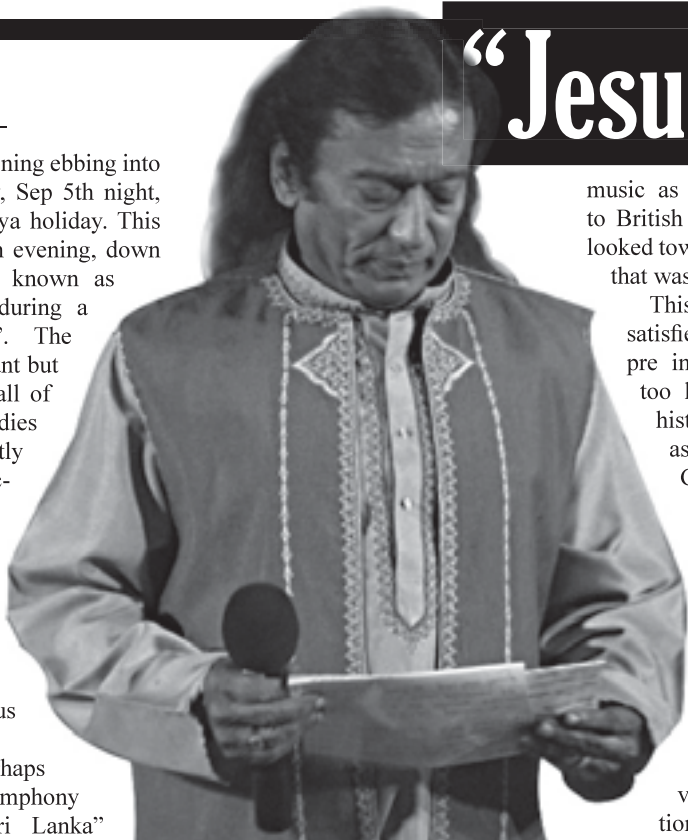 “Jesu
ning ebbing into
, Sep 5th night,
ya holiday. This
n evening, down
known as
during a
’. The
nt but
all of
dies
tly
e-
us
haps
mphony
ri Lanka”
music as
to British
looked tow
that was
This
satisfie
pre in
too l
hist
as
C
v
tion